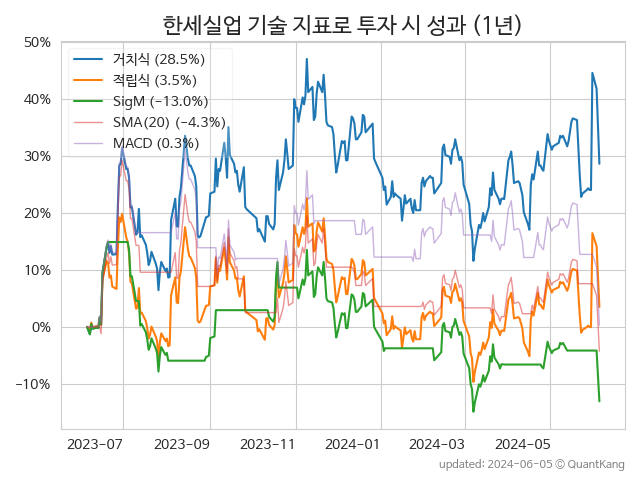 한세실업 기술 지표로 투자 시 성과 (1년)
50%
40%
30%
20%
10%
0%
−10%
거치식 (28.5%)
적립식 (3.5%)
SigM (−13.0%)
SMA(20) (−4.3%)
MACD (0.3%)
2023-07
2023-09
2023-11
2024-01
2024-03
2024-05
updated: 2024-06-05 ⓒ QuantKang